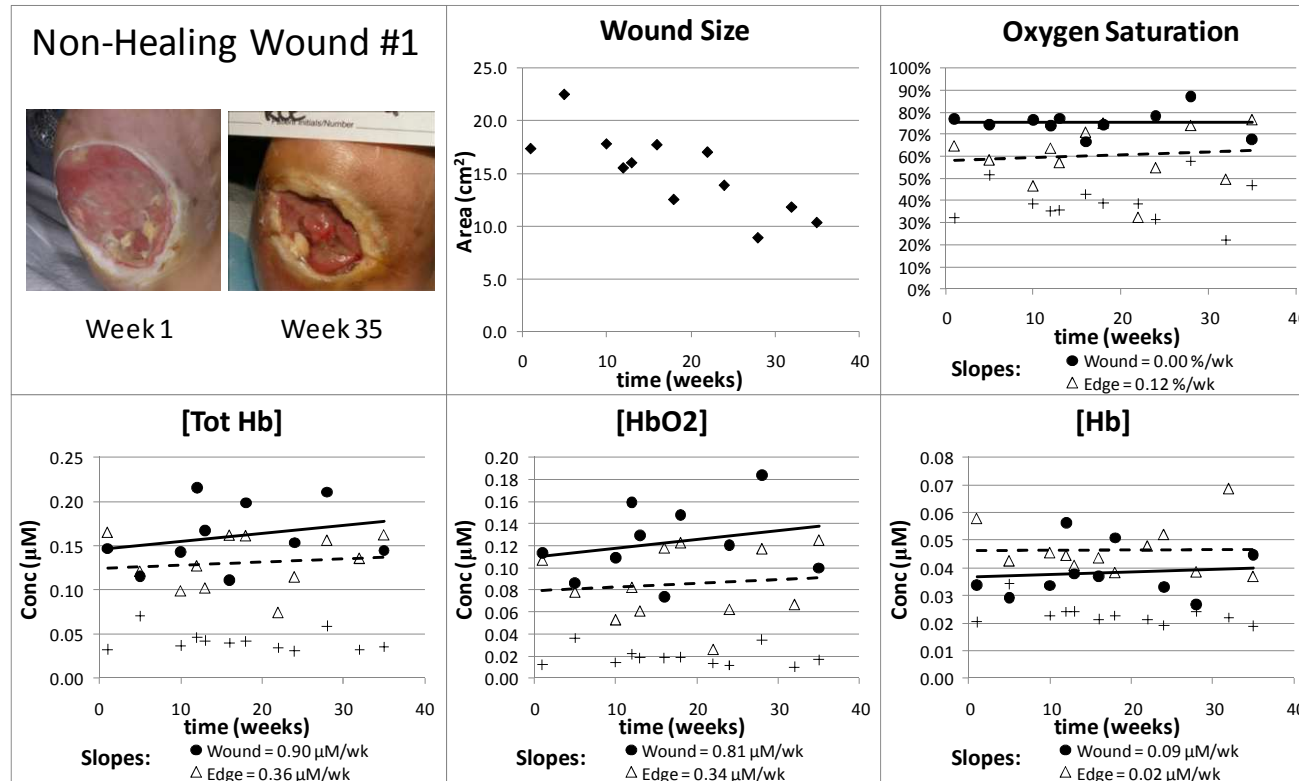 Non-Healing Wound #1
Patient Initials/Number
Week 1
Week 35
Wound Size
Area (cm²)
25.0
20.0
15.0
10.0
5.0
0.0
0 10 20 30 40
time (weeks)
Oxygen Saturation
100%
90%
80%
70%
60%
50%
40%
30%
20%
10%
0%
0 10 20 30 40
time (weeks)
Slopes:
Wound = 0.00 %/wk
Edge = 0.12 %/wk
[Tot Hb]
Conc (µM)
0.25
0.20
0.15
0.10
0.05
0.00
0 10 20 30 40
time (weeks)
Slopes:
Wound = 0.90 µM/wk
Edge = 0.36 µM/wk
[HbO2]
Conc (µM)
0.20
0.18
0.16
0.14
0.12
0.10
0.08
0.06
0.04
0.02
0.00
0 10 20 30 40
time (weeks)
Slopes:
Wound = 0.81 µM/wk
Edge = 0.34 µM/wk
[Hb]
Conc (µM)
0.08
0.07
0.06
0.05
0.04
0.03
0.02
0.01
0.00
0 10 20 30 40
time (weeks)
Slopes:
Wound = 0.09 µM/wk
Edge = 0.02 µM/wk